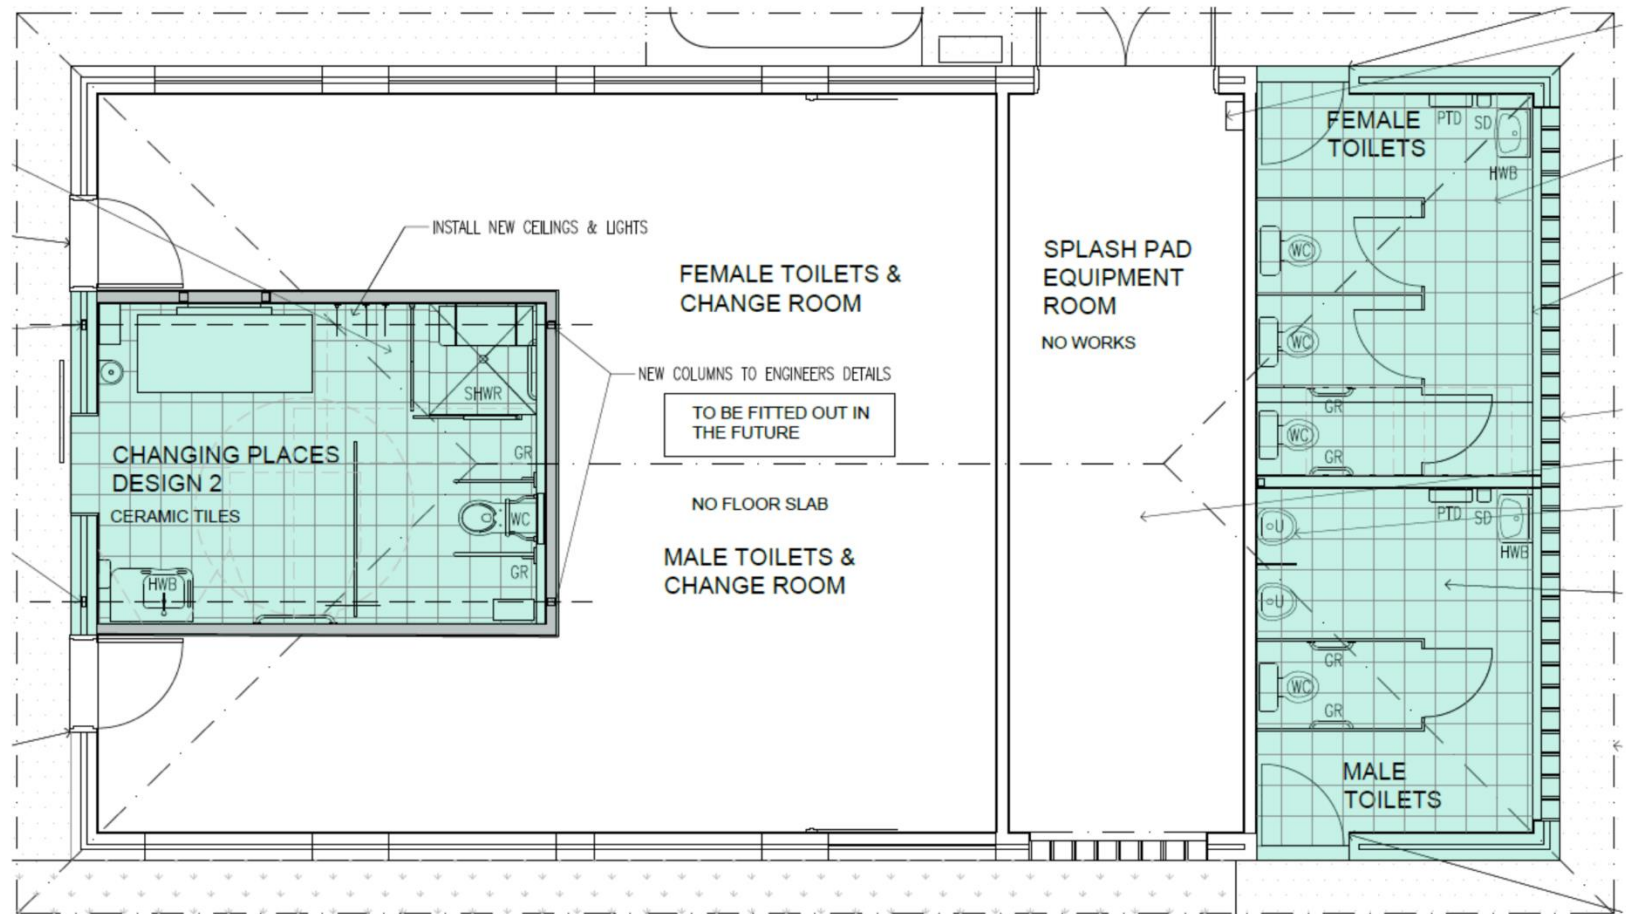 INSTALL NEW CEILINGS & LIGHTS
FEMALE TOILETS &
CHANGE ROOM
NEW COLUMNS TO ENGINEERS DETAILS
TO BE FITTED OUT IN
THE FUTURE
NO FLOOR SLAB
MALE TOILETS &
CHANGE ROOM
SHWR
CHANGING PLACES
DESIGN 2
CERAMIC TILES
GR
WC
GR
HWB
SPLASH PAD
EQUIPMENT
ROOM
NO WORKS
FEMALE
TOILETS
PTD
SD
HWB
WC
WC
GR
WC
GR
PTD
SD
HWB
U
U
GR
WC
GR
MALE
TOILETS